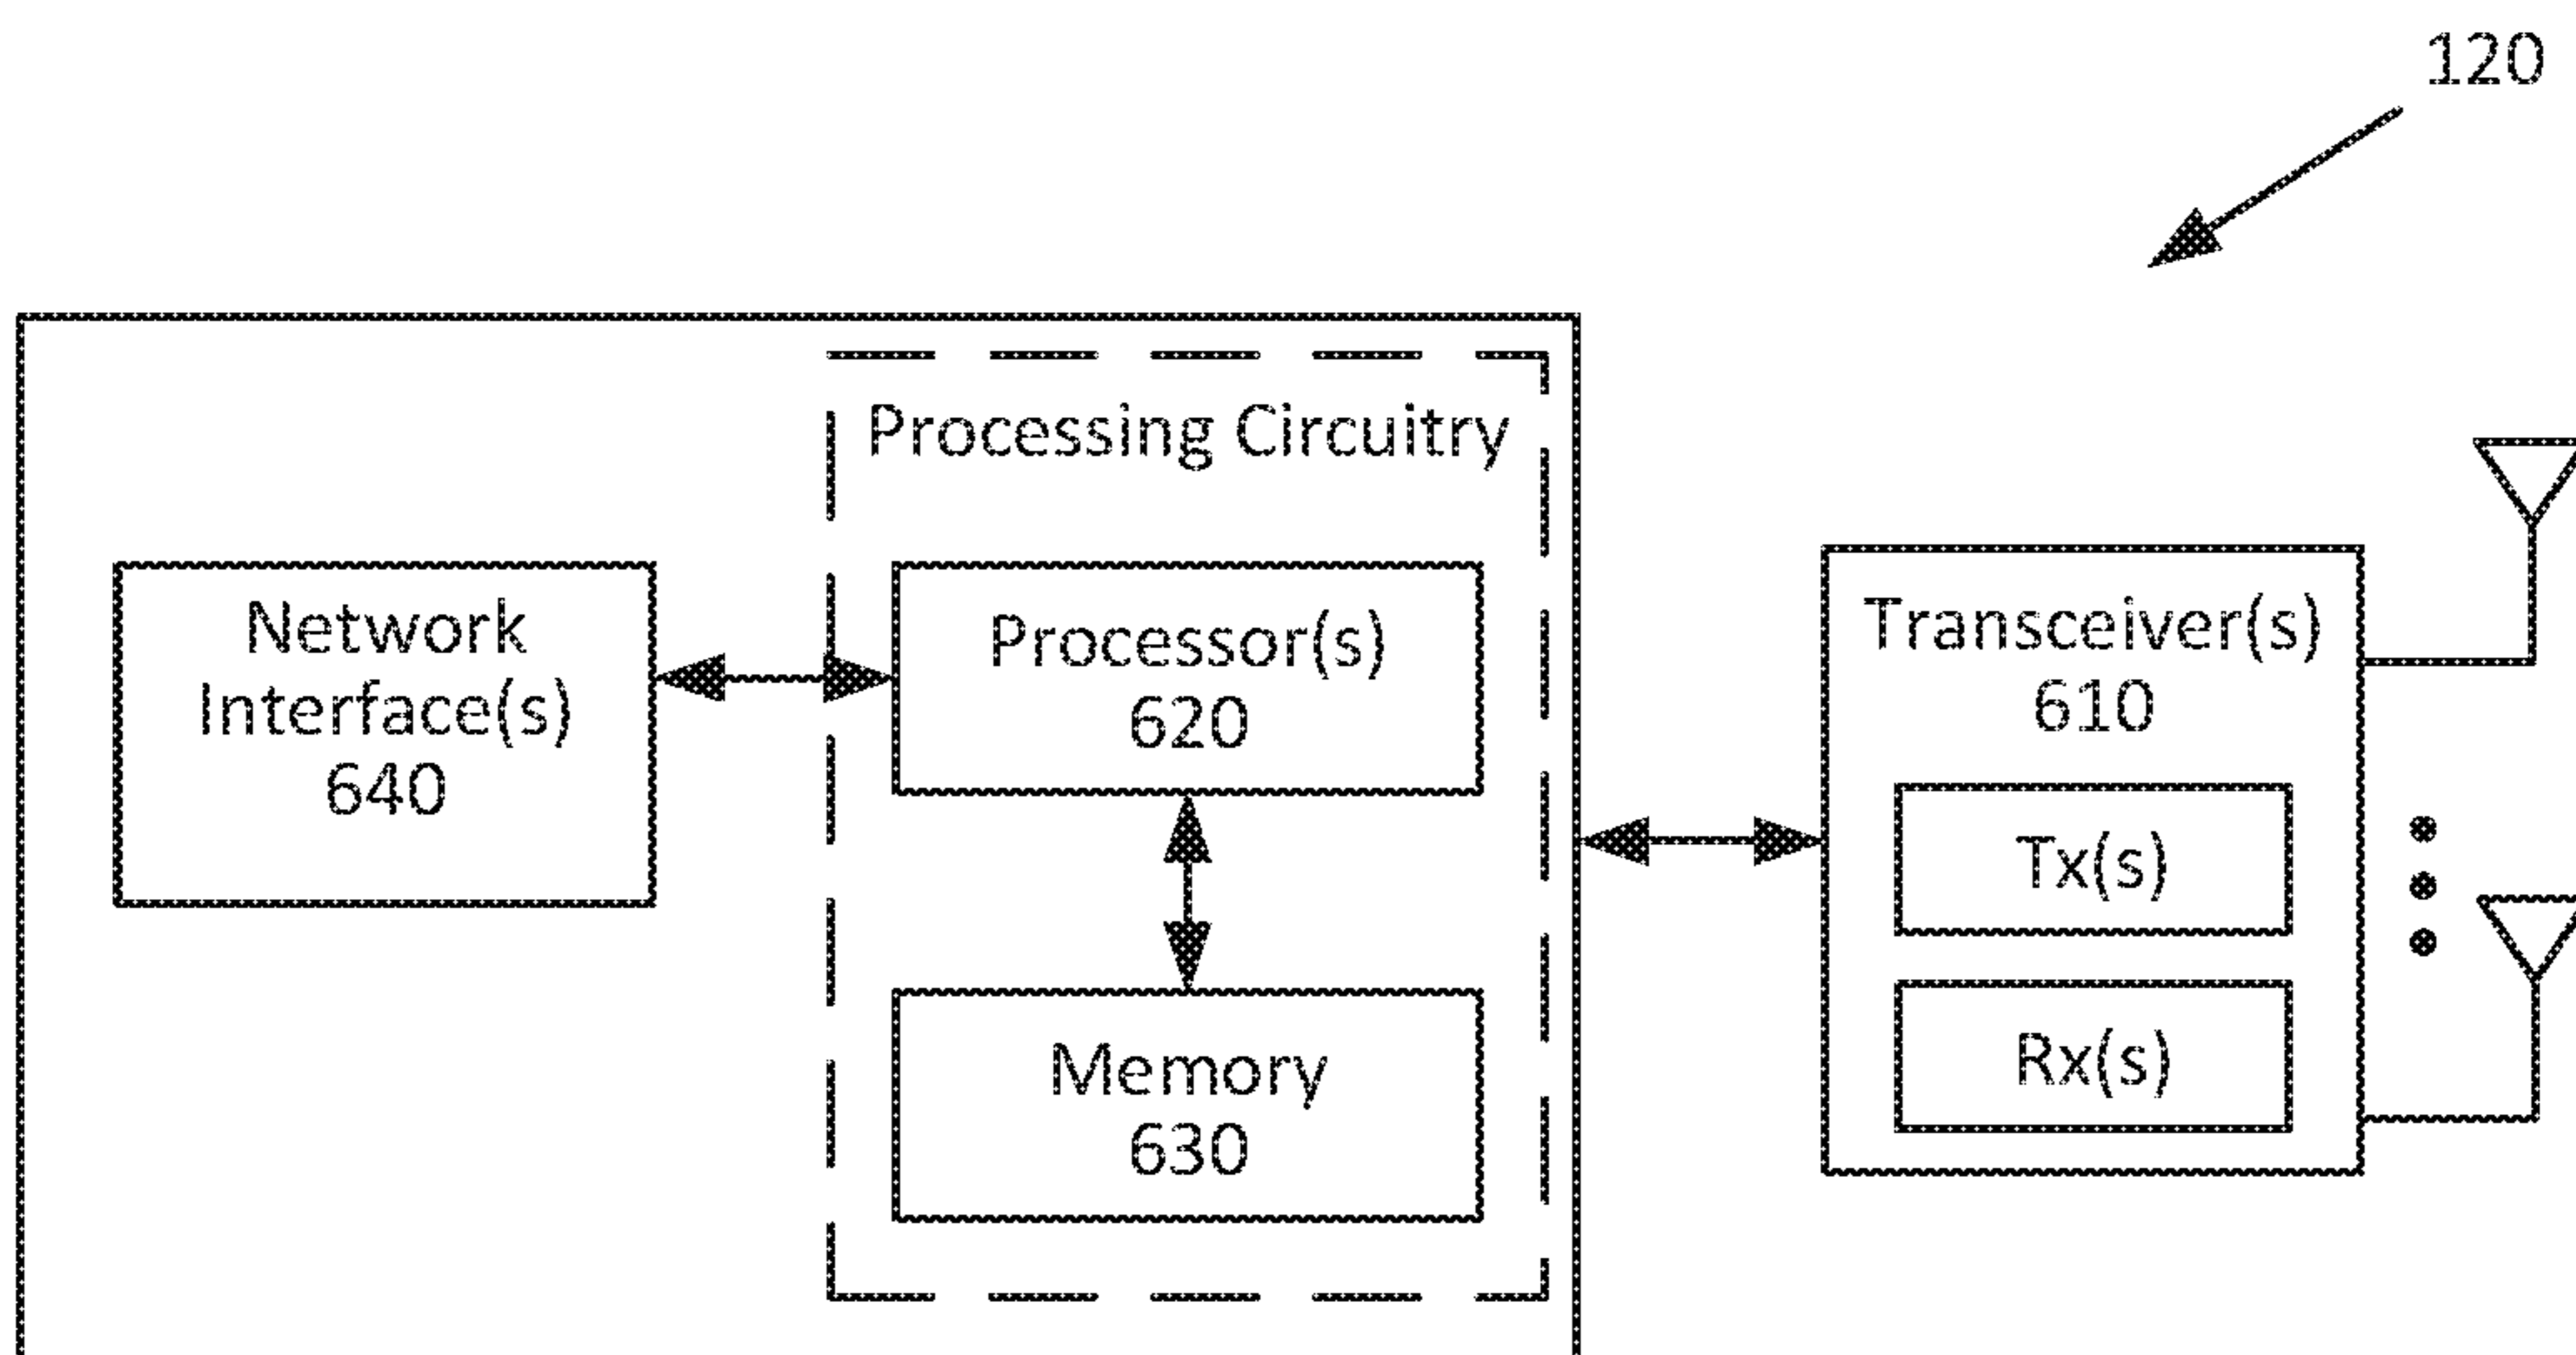 120
Processing Circuitry
Network
Interface(s)
640
Processor(s)
620
Memory
630
Transceiver(s)
610
Tx(s)
Rx(s)